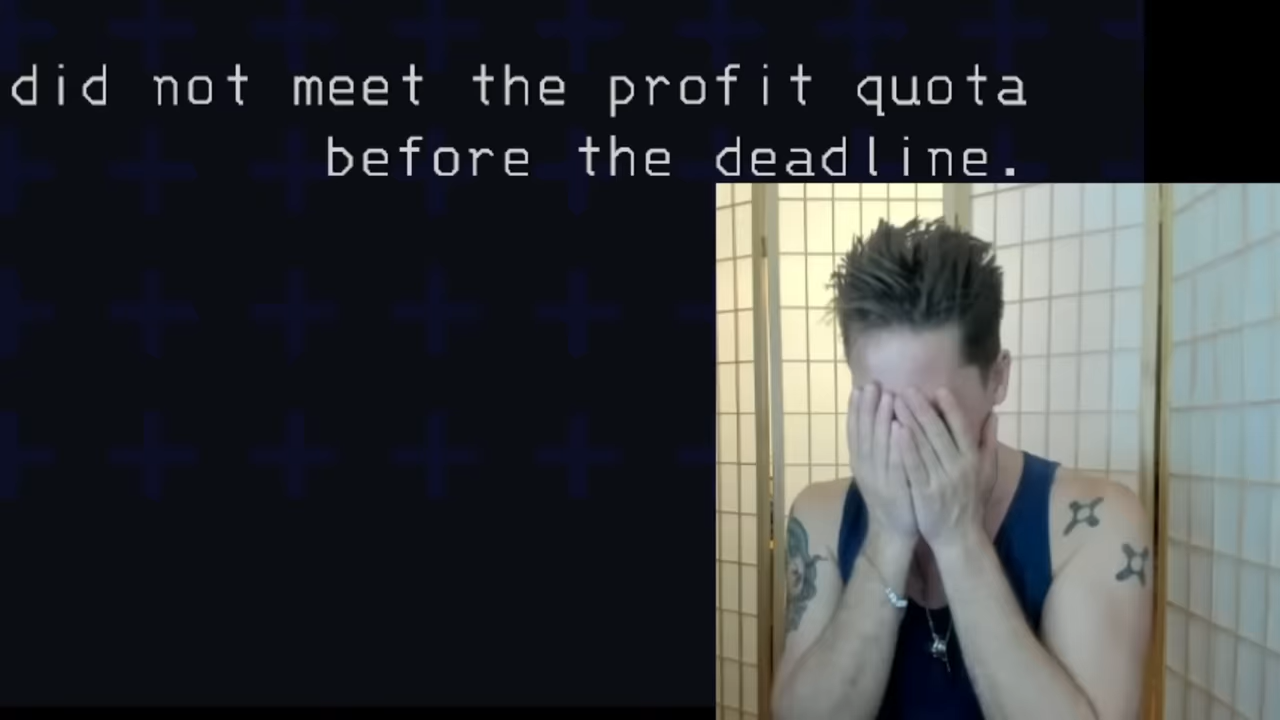 did not meet the profit quota
before the deadline.